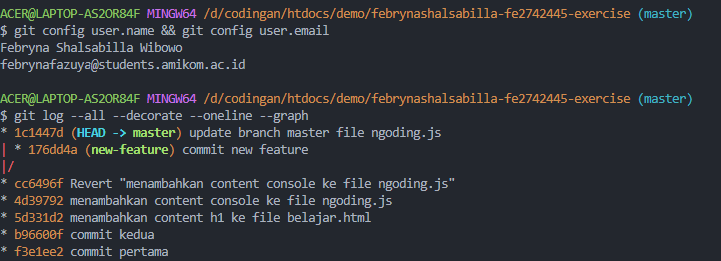 ACER@LAPTOP-AS2OR84F MINGW64 /d/codingan/htdocs/demo/febrynashalsabilla-fe2742445-exercise (master)
$ git config user.name && git config user.email
Febryna Shalsabilla Wibowo
febrynafazuya@students.amikom.ac.id

ACER@LAPTOP-AS2OR84F MINGW64 /d/codingan/htdocs/demo/febrynashalsabilla-fe2742445-exercise (master)
$ git log --all --decorate --oneline --graph
* 1c1447d (HEAD -> master) update branch master file ngoding.js
| * 176dd4a (new-feature) commit new feature
|/
* cc6496f Revert "menambahkan content console ke file ngoding.js"
* 4d39792 menambahkan content console ke file ngoding.js
* 5d331d2 menambahkan content h1 ke file belajar.html
* b96600f commit kedua
* f3e1ee2 commit pertama